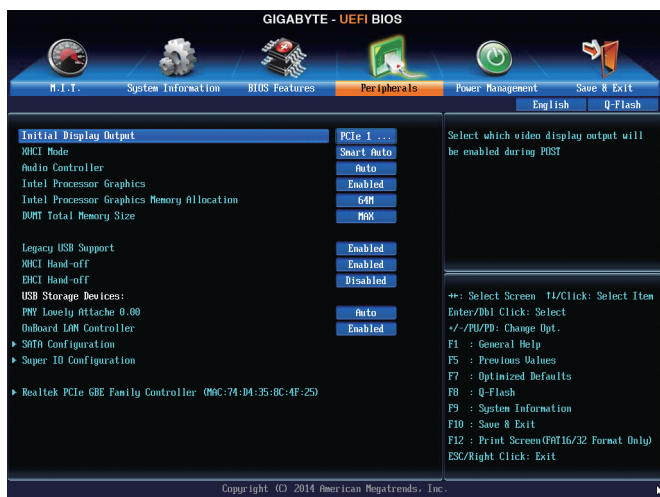 GIGABYTE - UEFI BIOS
M.I.T. System Information BIOS Features Peripherals Power Management Save & Exit
English Q-Flash
Initial Display Output PCIe 1 ...
XHCI Mode Smart Auto
Audio Controller Auto
Intel Processor Graphics Enabled
Intel Processor Graphics Memory Allocation 64M
DVMT Total Memory Size MAX
Legacy USB Support Enabled
XHCI Hand-off Enabled
EHCI Hand-off Disabled
USB Storage Devices:
PNY Lovely Attache 0.00 Auto
OnBoard LAN Controller Enabled
SATA Configuration
Super IO Configuration
Realtek PCIe GBE Family Controller (MAC:74:D4:35:8C:4F:25)
Select which video display output will
be enabled during POST
→←: Select Screen ↑↓/Click: Select Item
Enter/Dbl Click: Select
+/-/PU/PD: Change Opt.
F1 : General Help
F5 : Previous Values
F7 : Optimized Defaults
F8 : Q-Flash
F9 : System Information
F10 : Save & Exit
F12 : Print Screen(FAT16/32 Format Only)
ESC/Right Click: Exit
Copyright (C) 2014 American Megatrends, Inc.